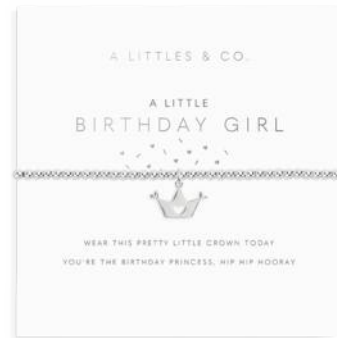 A LITTLES & CO.
A LITTLE
BIRTHDAY GIRL
WEAR THIS PRETTY LITTLE CROWN TODAY
YOU'RE THE BIRTHDAY PRINCESS, HIP HIP HOORAY